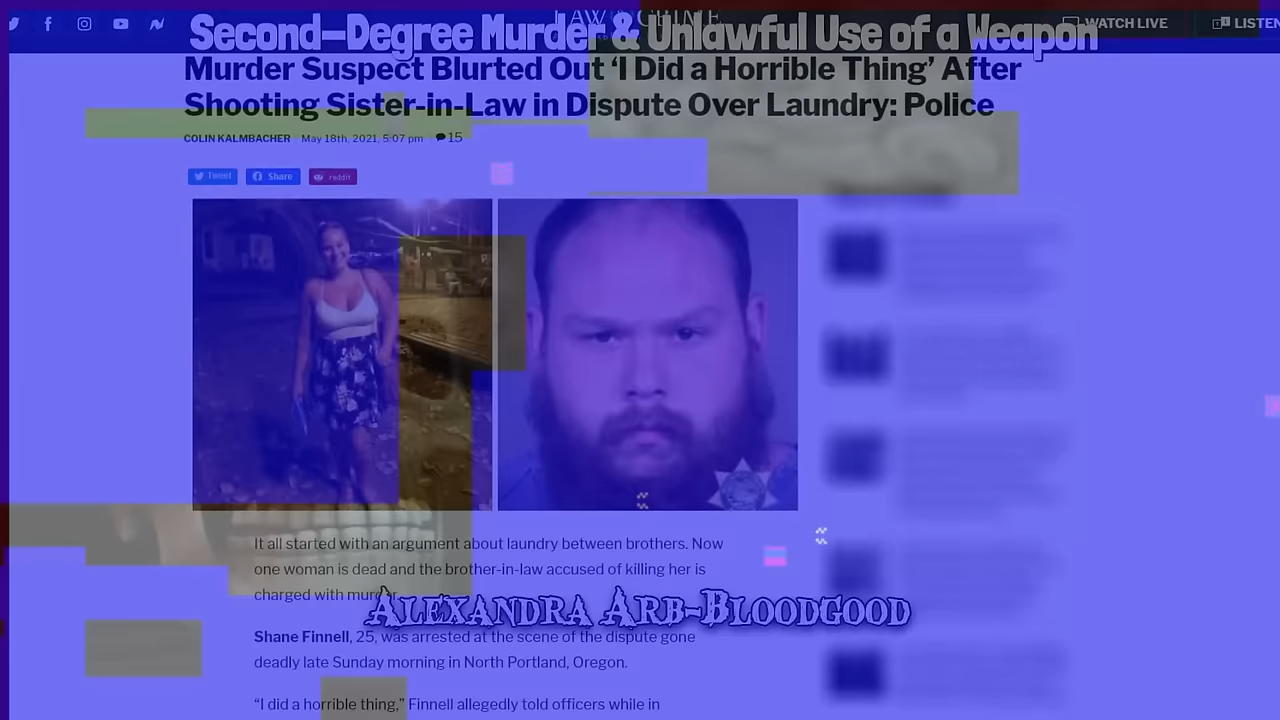 LAW & CRIME
WATCH LIVE
LISTEN
Second-Degree Murder & Unlawful Use of a Weapon
Murder Suspect Blurted Out ‘I Did a Horrible Thing’ After
Shooting Sister-in-Law in Dispute Over Laundry: Police
COLIN KALMBACHER May 18th, 2021, 5:07 pm 15
Tweet Share reddit
It all started with an argument about laundry between brothers. Now
one woman is dead and the brother-in-law accused of killing her is
charged with murder.
Alexandra Arb-Bloodgood
Shane Finnell, 25, was arrested at the scene of the dispute gone
deadly late Sunday morning in North Portland, Oregon.
“I did a horrible thing,” Finnell allegedly told officers while in